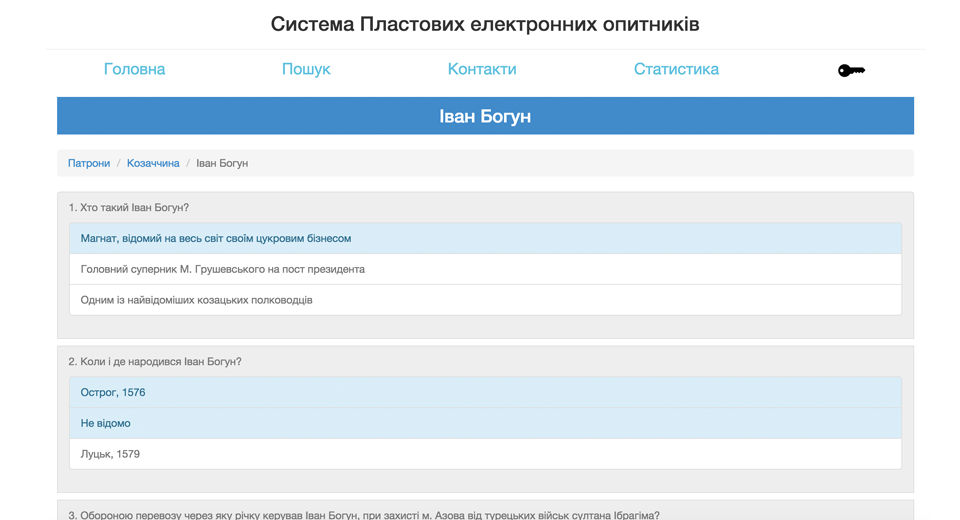 Система Пластових електронних опитників
Головна Пошук Контакти Статистика
Іван Богун
Патрони / Козаччина / Іван Богун
1. Хто такий Іван Богун?
Магнат, відомий на весь світ своїм цукровим бізнесом
Головний суперник М. Грушевського на пост президента
Одним із найвідоміших козацьких полководців
2. Коли і де народився Іван Богун?
Острог, 1576
Не відомо
Луцьк, 1579
3. Обороною перевозу через яку річку керував Іван Богун, при захисті м. Азова від турецьких військ султана Ібрагіма?